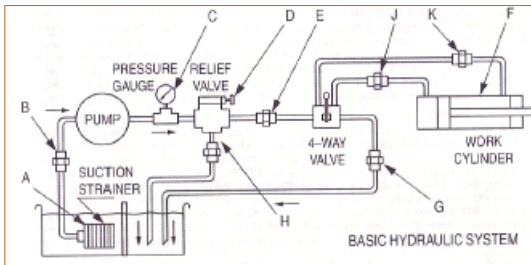 C
D
E
J
K
F
PRESSURE
GAUGE
RELIEF
VALVE
B
PUMP
4-WAY
VALVE
WORK
CYLINDER
A
SUCTION
STRAINER
H
G
BASIC HYDRAULIC SYSTEM